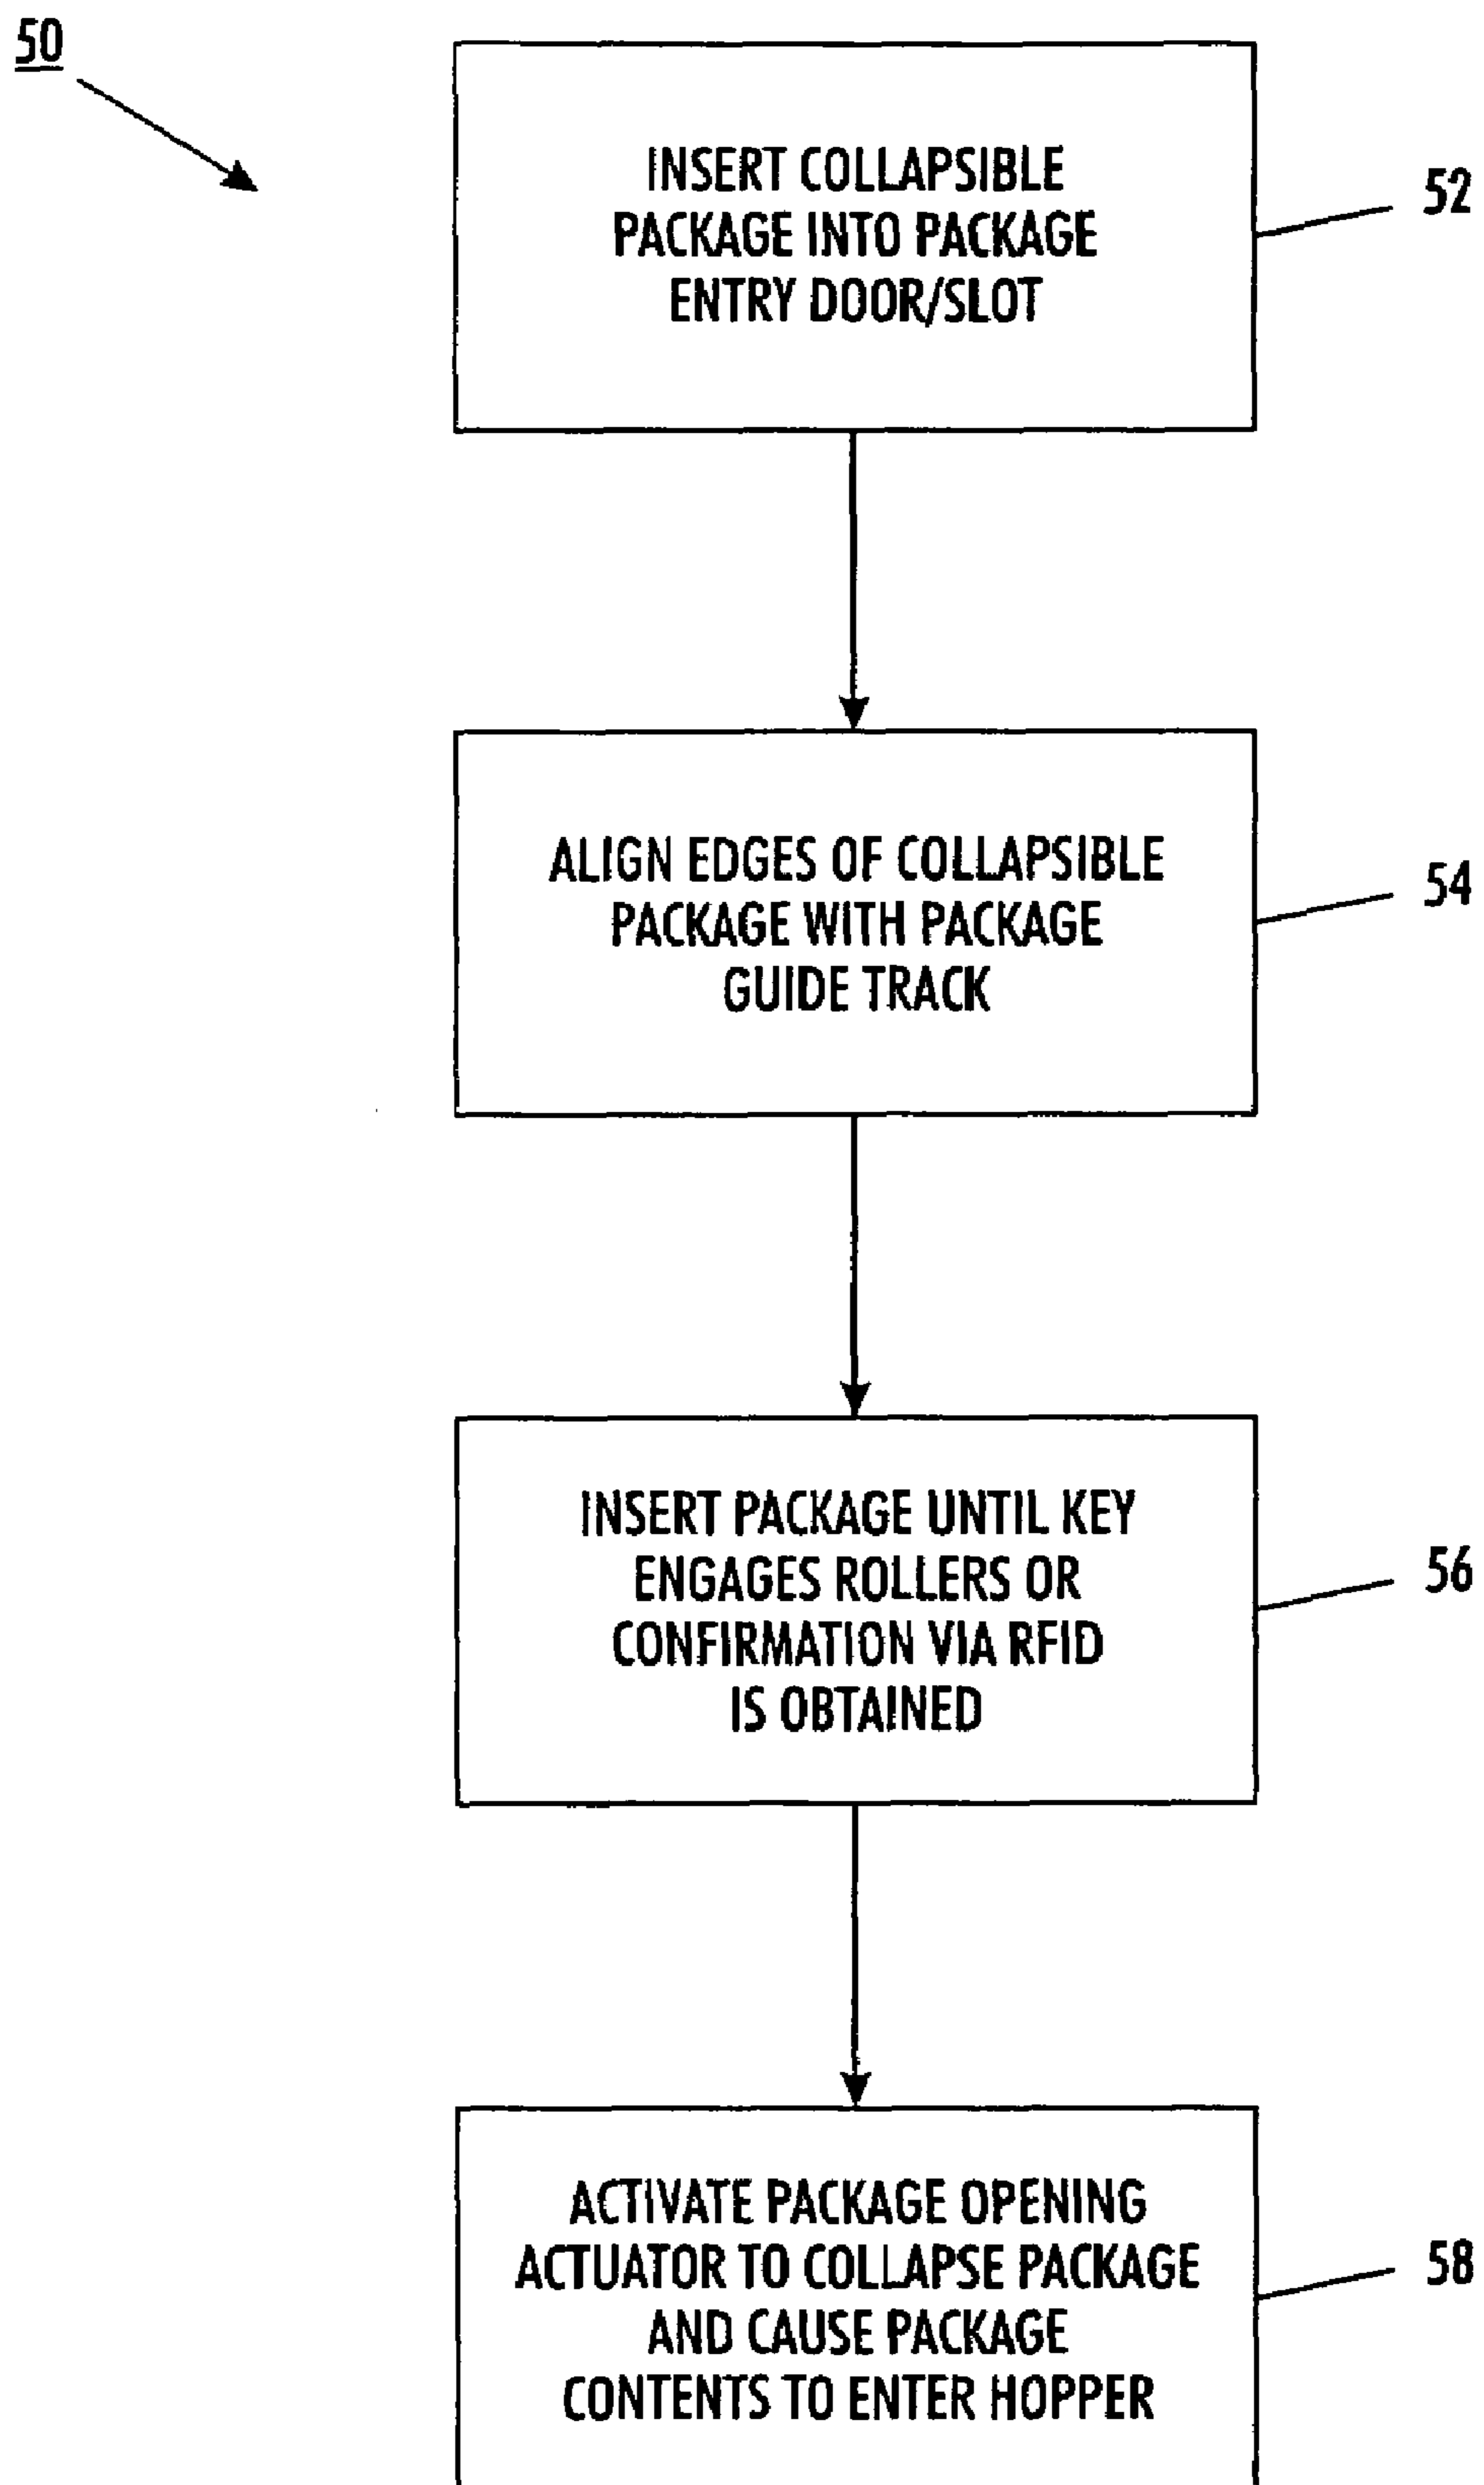 50
INSERT COLLAPSIBLE
PACKAGE INTO PACKAGE
ENTRY DOOR/SLOT
52
ALIGN EDGES OF COLLAPSIBLE
PACKAGE WITH PACKAGE
GUIDE TRACK
54
INSERT PACKAGE UNTIL KEY
ENGAGES ROLLERS OR
CONFIRMATION VIA RFID
IS OBTAINED
56
ACTIVATE PACKAGE OPENING
ACTUATOR TO COLLAPSE PACKAGE
AND CAUSE PACKAGE
CONTENTS TO ENTER HOPPER
58